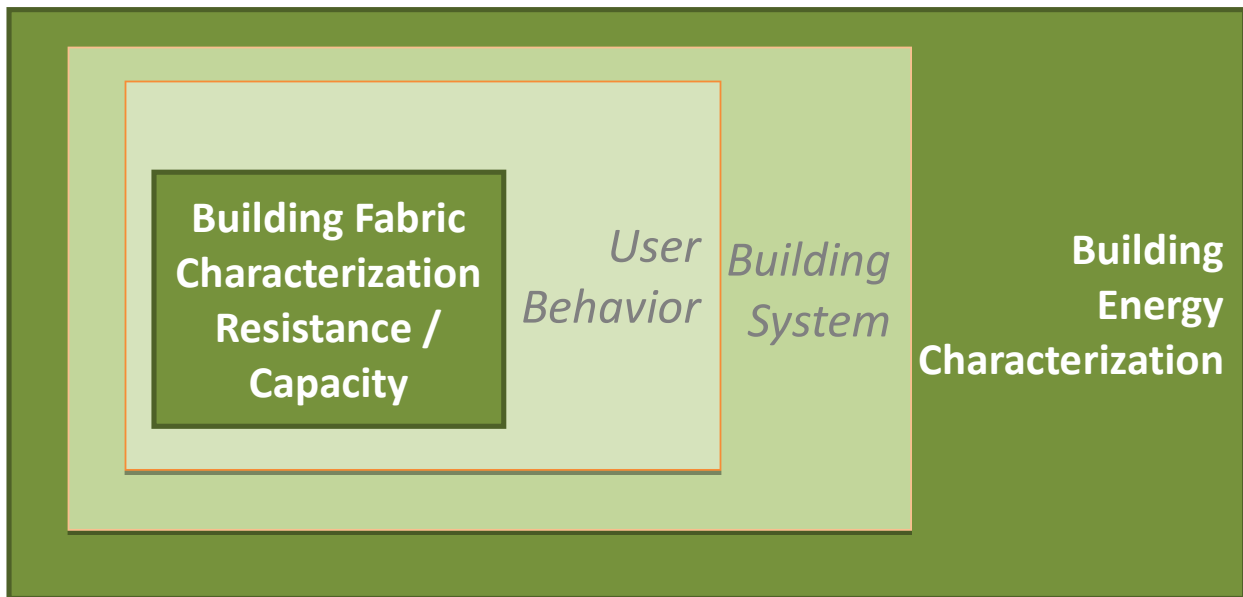 Building Fabric
Characterization
Resistance /
Capacity
User
Behavior
Building
System
Building
Energy
Characterization